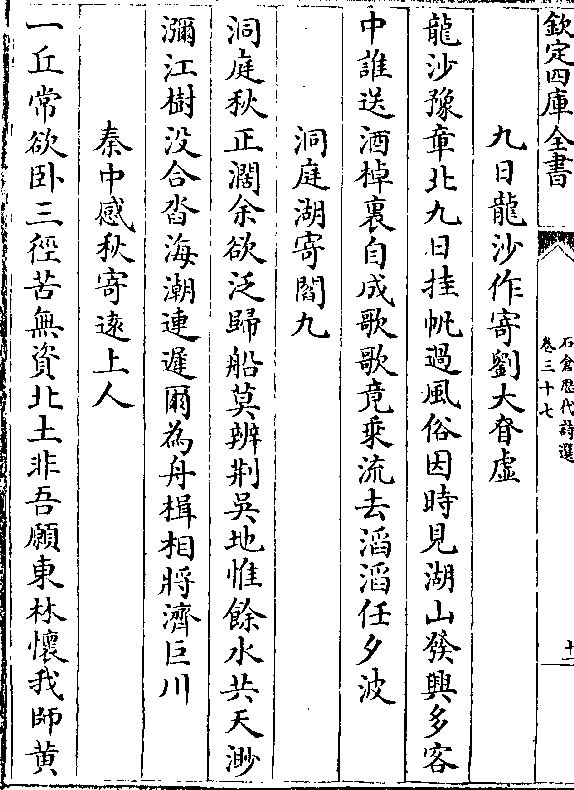 欽定四庫全書
石倉歷代詩選
卷三十七
十二
九日龍沙作寄劉大眘虛
龍沙豫章北九日挂帆過風俗因時見湖山發興多客
中誰送酒棹裏自成歌歌竟乗流去滔滔任夕波
洞庭湖寄閻九
洞庭秋正濶余欲泛歸船莫辨荆吳地惟餘水共天渺
瀰江樹没合沓海潮連遲爾為舟楫相將濟巨川
秦中感秋寄逺上人
一丘常欲卧三徑苦無資北土非吾願東林懷我師黄